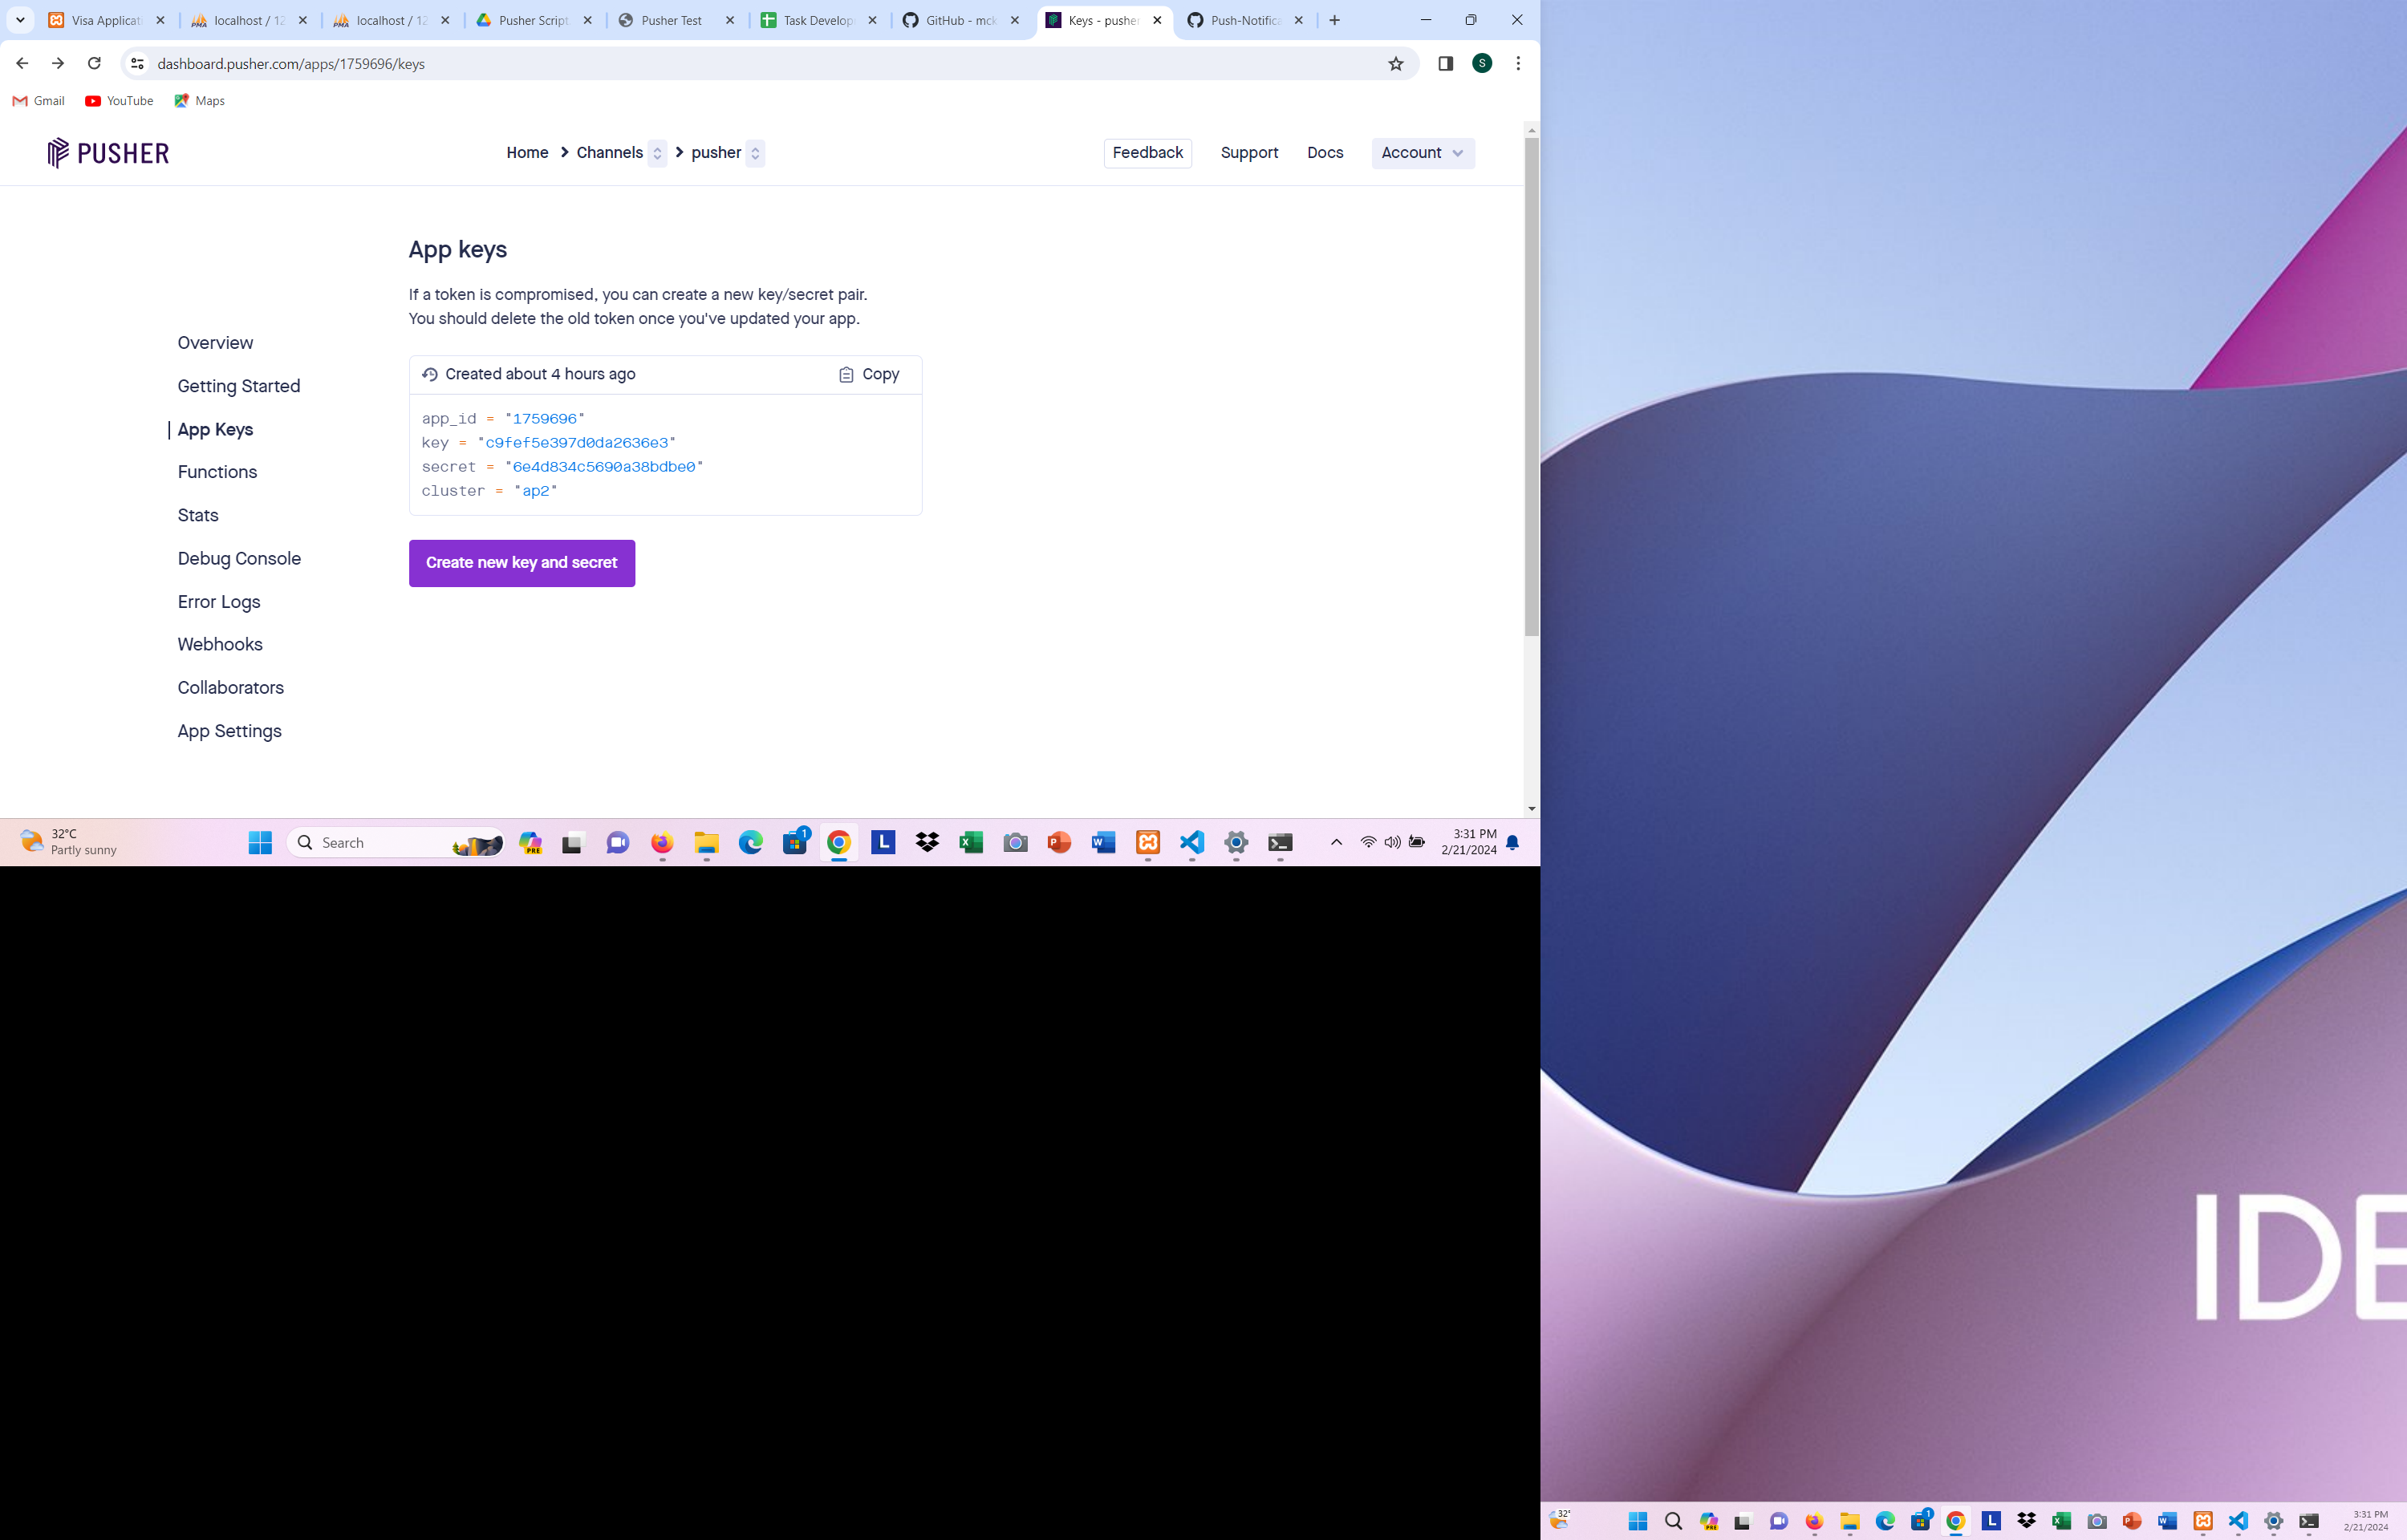 Visa Applicati
localhost / 12
localhost / 12
Pusher Script.
Pusher Test
Task Develop
GitHub - mck
Keys - pusher
Push-Notifica
dashboard.pusher.com/apps/1759696/keys
S
Gmail
YouTube
Maps
PUSHER
Home
Channels
pusher
Feedback
Support
Docs
Account
App keys
If a token is compromised, you can create a new key/secret pair.
You should delete the old token once you've updated your app.
Overview
Getting Started
App Keys
Functions
Stats
Debug Console
Error Logs
Webhooks
Collaborators
App Settings
Created about 4 hours ago
Copy
app_id = "1759696"
key = "c9fef5e397d0da2636e3"
secret = "6e4d834c5690a38bdbe0"
cluster = "ap2"
Create new key and secret
32°C
Partly sunny
Search
3:31 PM
2/21/2024
IDE
32°
3:31 PM
2/21/2024